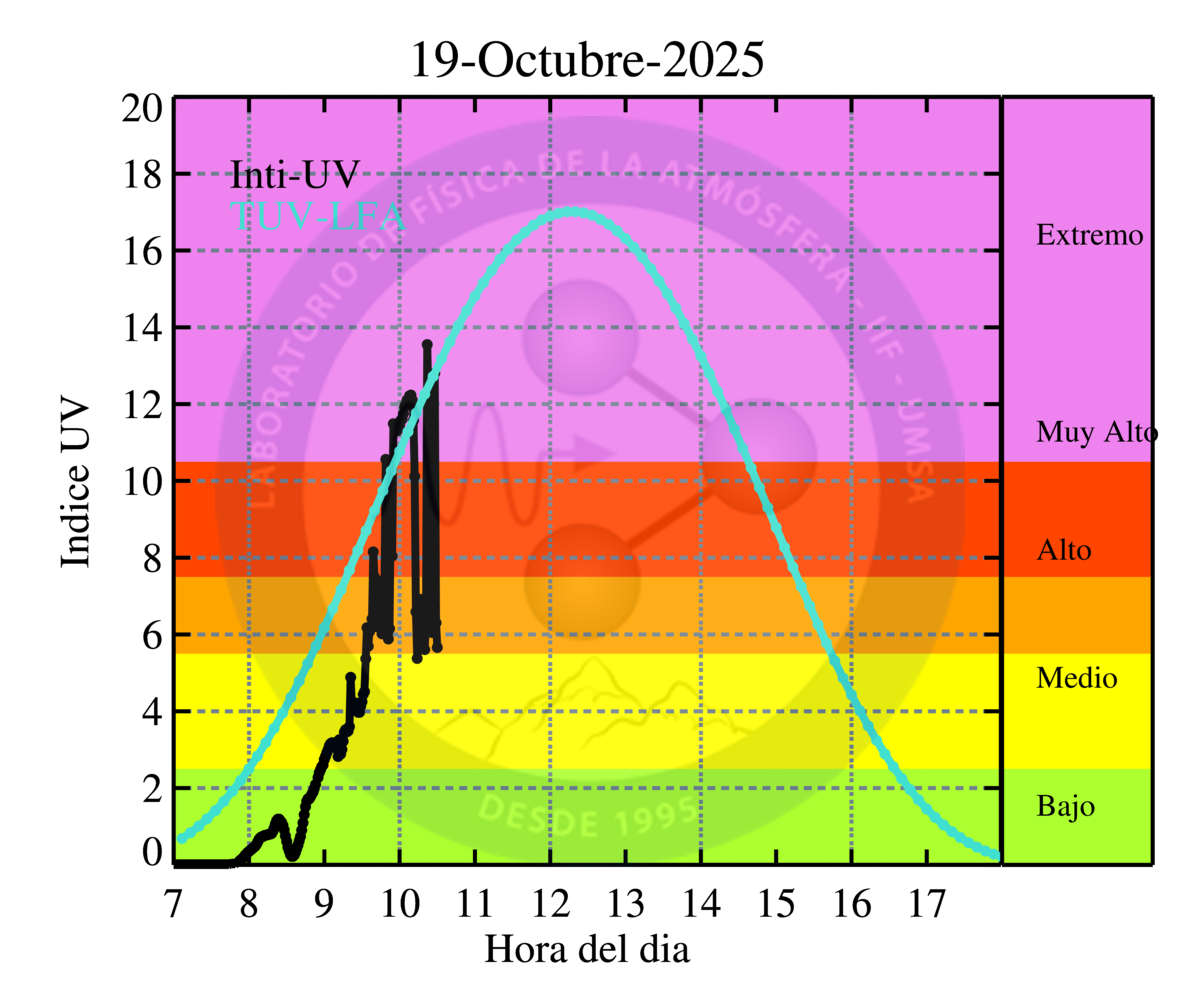 19-Octubre-2025
Indice UV
20
18
16
14
12
10
8
6
4
2
0
Inti-UV
TUV-LFA
LABORATORIO DE FÍSICA DE LA ATMÓSFERA - IIF - UMSA
DESDE 1995
Extremo
Muy Alto
Alto
Medio
Bajo
7 8 9 10 11 12 13 14 15 16 17
Hora del dia